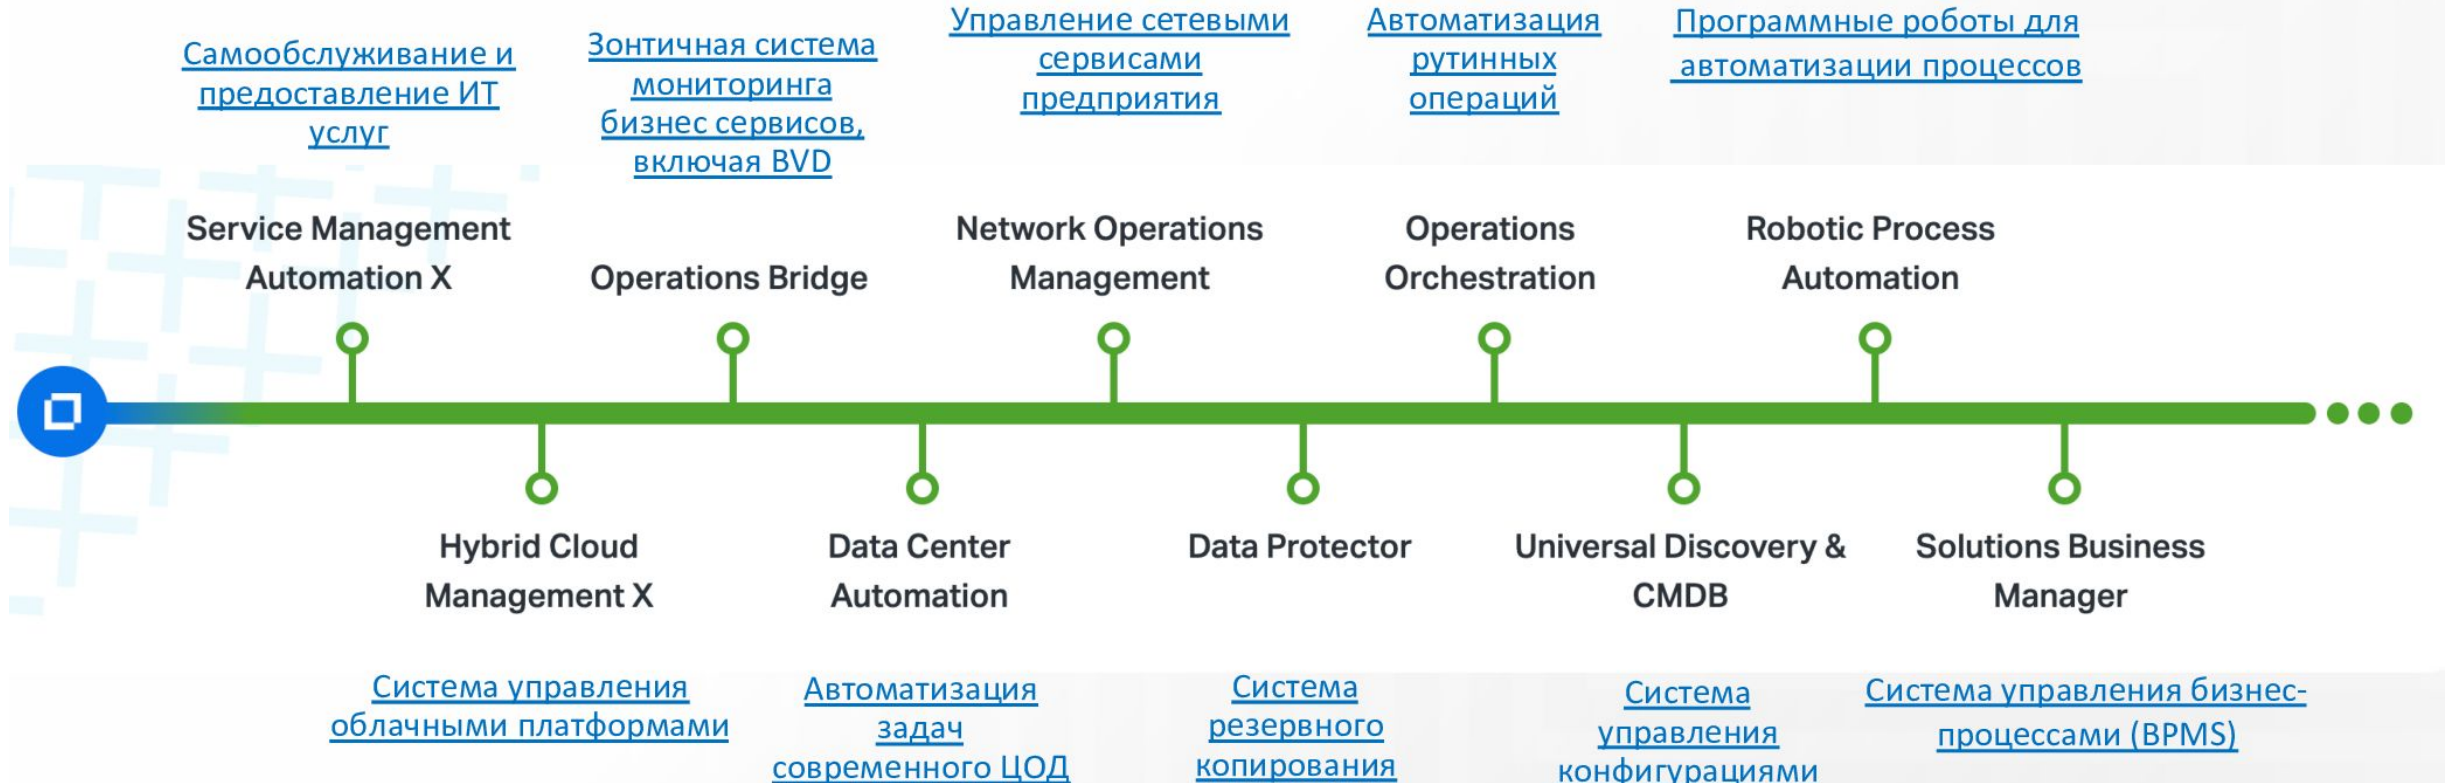 Самообслуживание и
предоставление ИТ
услуг
Зонтичная система
мониторинга
бизнес сервисов,
включая BVD
Управление сетевыми
сервисами
предприятия
Автоматизация
рутинных
операций
Программные роботы для
автоматизации процессов
Service Management
Automation X
Operations Bridge
Network Operations
Management
Operations
Orchestration
Robotic Process
Automation
Hybrid Cloud
Management X
Data Center
Automation
Data Protector
Universal Discovery &
CMDB
Solutions Business
Manager
Система управления
облачными платформами
Автоматизация
задач
современного ЦОД
Система
резервного
копирования
Система
управления
конфигурациями
Система управления бизнес-
процессами (BPMS)